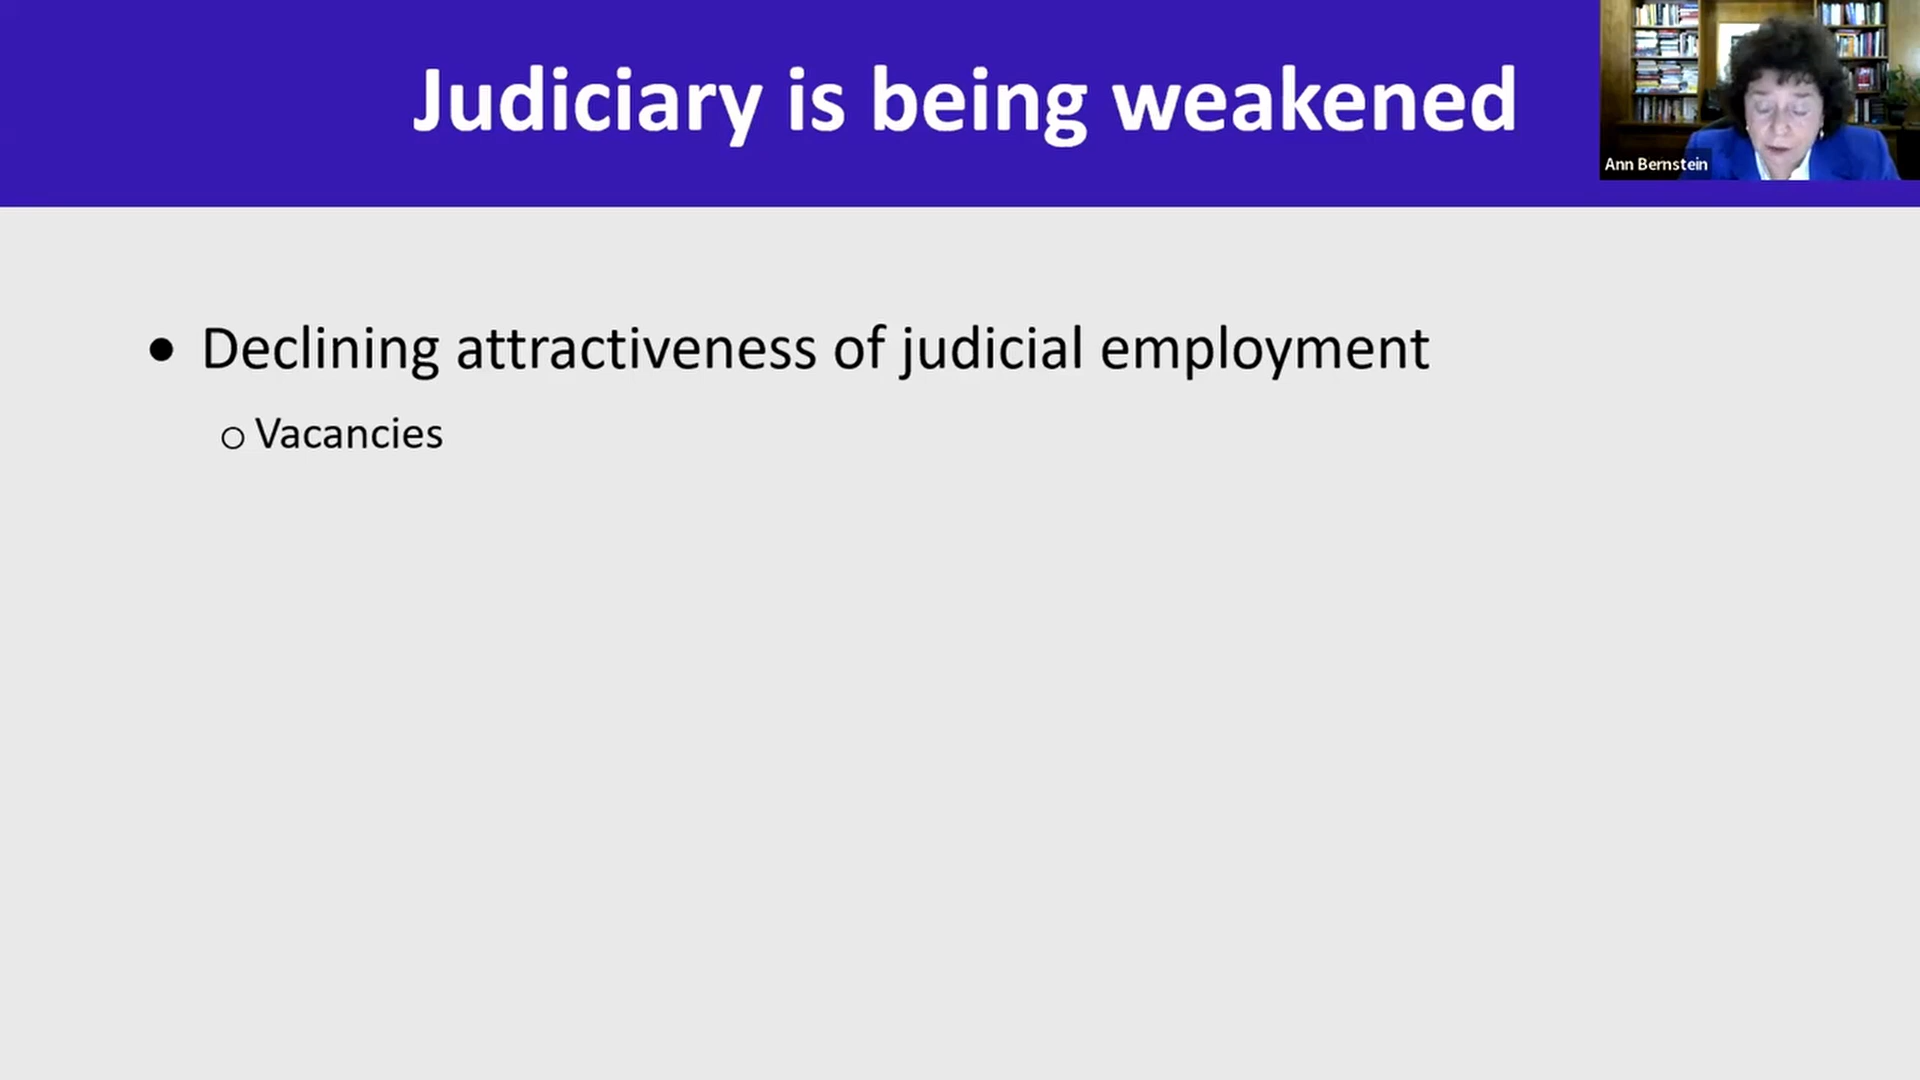 Judiciary is being weakened
Ann Bernstein
• Declining attractiveness of judicial employment
○ Vacancies